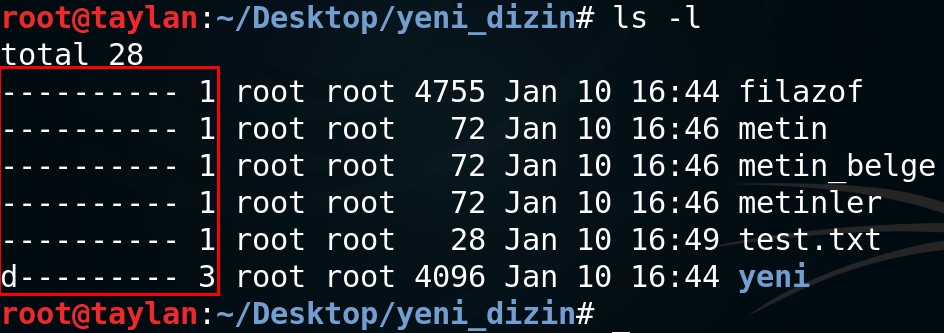 root@taylan:~/Desktop/yeni_dizin# ls -l
total 28
---------- 1 root root 4755 Jan 10 16:44 filazof
---------- 1 root root   72 Jan 10 16:46 metin
---------- 1 root root   72 Jan 10 16:46 metin_belge
---------- 1 root root   72 Jan 10 16:46 metinler
---------- 1 root root   28 Jan 10 16:49 test.txt
d--------- 3 root root 4096 Jan 10 16:44 yeni
root@taylan:~/Desktop/yeni_dizin# _